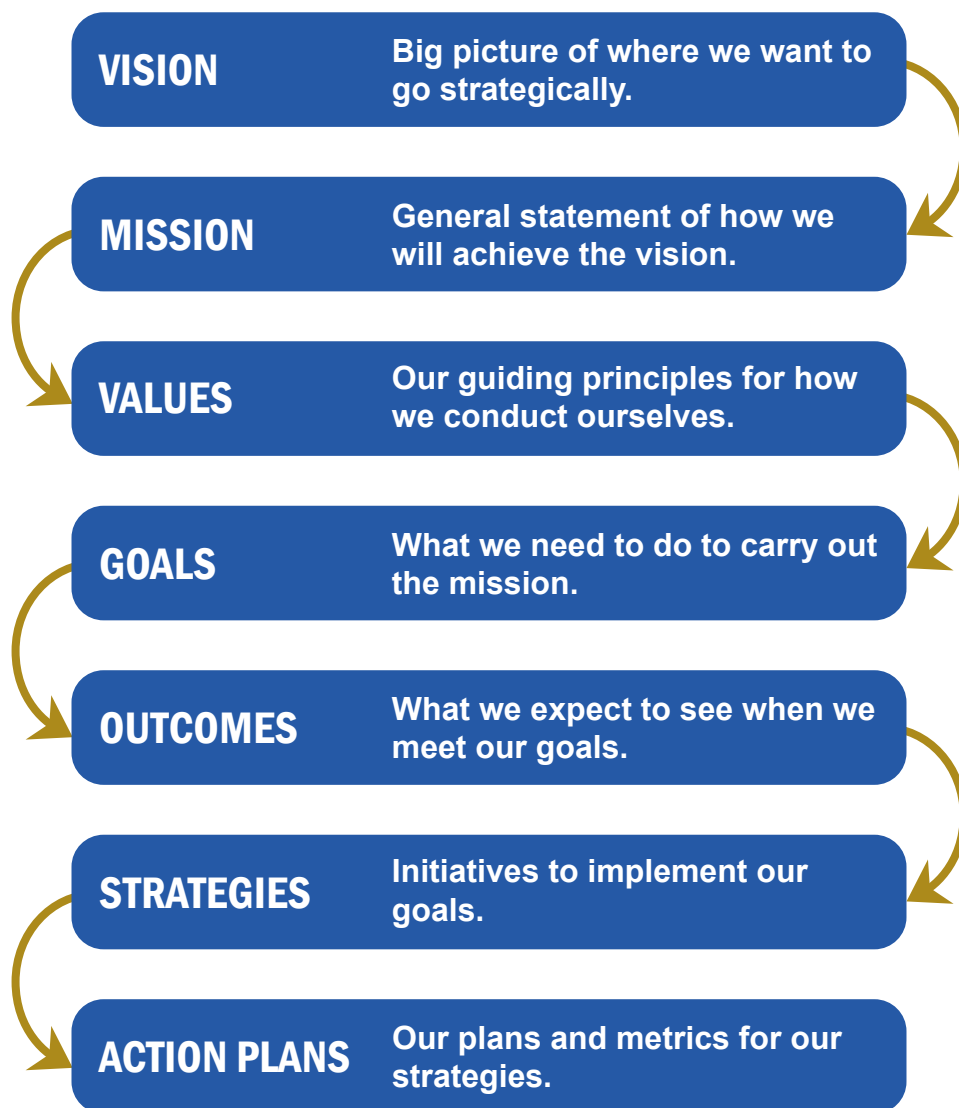 VISION
Big picture of where we want to
go strategically.
MISSION
General statement of how we
will achieve the vision.
VALUES
Our guiding principles for how
we conduct ourselves.
GOALS
What we need to do to carry out
the mission.
OUTCOMES
What we expect to see when we
meet our goals.
STRATEGIES
Initiatives to implement our
goals.
ACTION PLANS
Our plans and metrics for our
strategies.